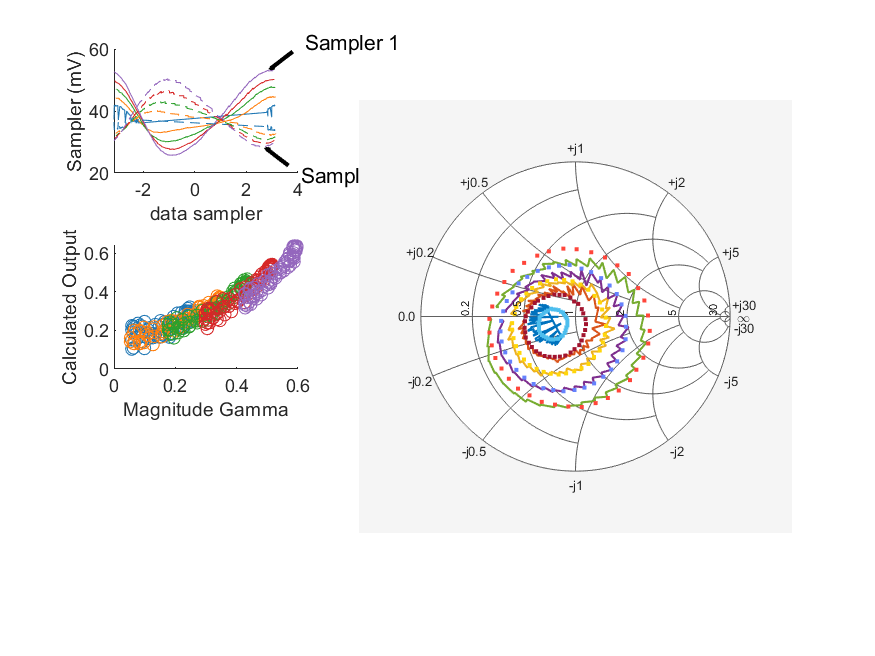 Sampler 1
Sampler (mV)
60
40
20
-2 0 2 4
data sampler
Sampl
Calculated Output
0.6
0.4
0.2
0
0 0.2 0.4 0.6
Magnitude Gamma
+j1
+j0.5
+j2
+j0.2
+j5
0.0
0.2
0.5
1
2
5
30
+j30
∞
-j30
-j0.2
-j5
-j0.5
-j2
-j1